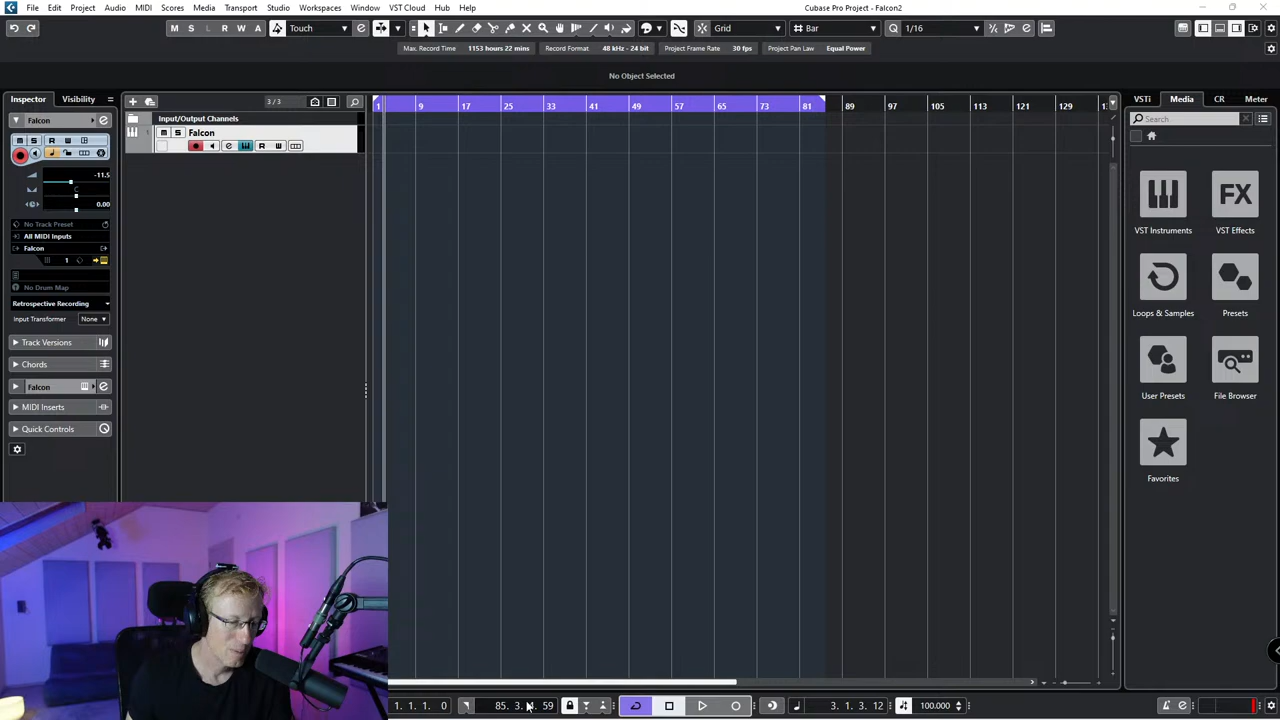 File Edit Project Audio MIDI Scores Media Transport Studio Workspaces Window VST Cloud Hub Help
Cubase Pro Project - Falcon2
M S L R W A Touch Grid Bar 1/16
Max. Record Time 1153 hours 22 mins Record Format 48 kHz - 24 bit Project Frame Rate 30 fps Project Pan Law Equal Power
No Object Selected
Inspector Visibility
3/3
1 9 17 25 33 41 49 57 65 73 81 89 97 105 113 121 129
VSTi Media CR Meter
Search
Falcon
Input/Output Channels
M S Falcon
R W
M S R W
-11.5
C
0.00
No Track Preset
All MIDI Inputs
Falcon
1
No Drum Map
Retrospective Recording
Input Transformer None
Track Versions
Chords
Falcon
MIDI Inserts
Quick Controls
VST Instruments
VST Effects
FX
Loops & Samples
Presets
User Presets
File Browser
Favorites
1. 1. 1. 0
85. 3. 59
3. 1. 3. 12
100.000